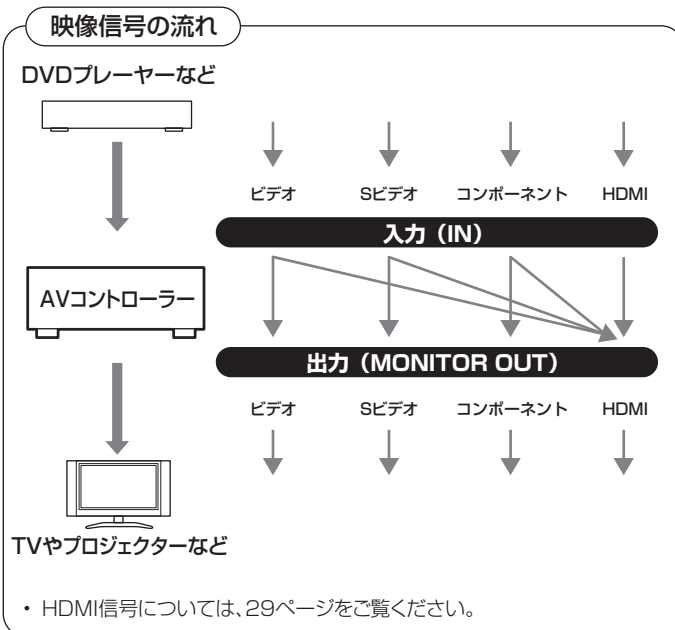 映像信号の流れ
DVDプレーヤーなど
ビデオ Sビデオ コンポーネント HDMI
入力（IN）
AVコントローラー
出力（MONITOR OUT）
ビデオ Sビデオ コンポーネント HDMI
TVやプロジェクターなど
・ HDMI信号については、29ページをご覧ください。